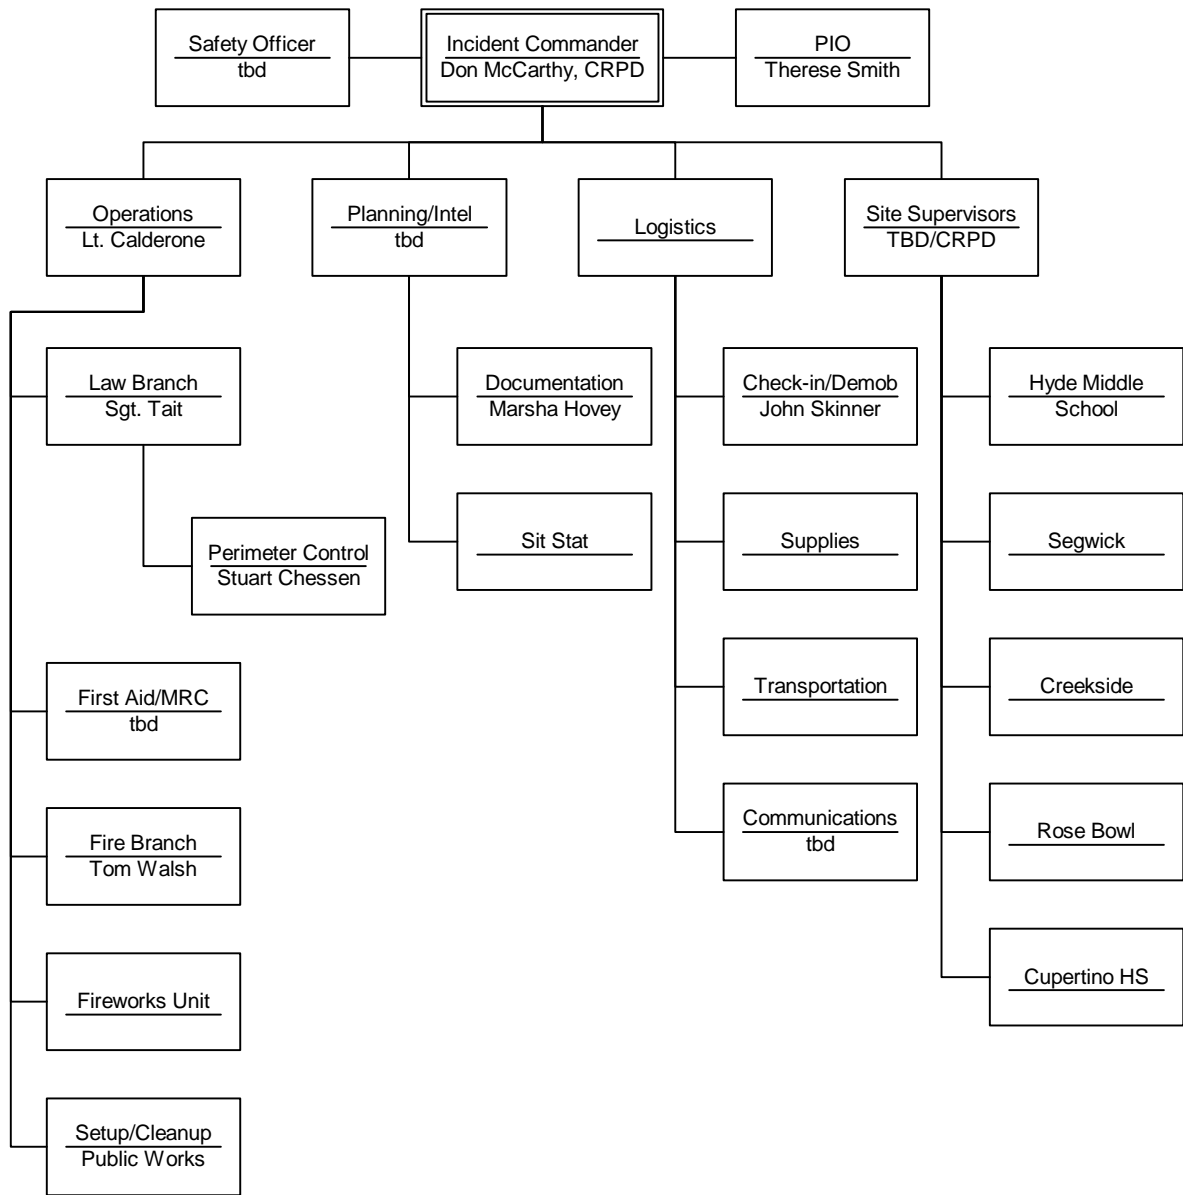 Safety Officer
tbd
Incident Commander
Don McCarthy, CRPD
PIO
Therese Smith
Operations
Lt. Calderone
Planning/Intel
tbd
Logistics
Site Supervisors
TBD/CRPD
Law Branch
Sgt. Tait
Documentation
Marsha Hovey
Check-in/Demob
John Skinner
Hyde Middle
School
Perimeter Control
Stuart Chessen
Sit Stat
Supplies
Segwick
First Aid/MRC
tbd
Transportation
Creekside
Fire Branch
Tom Walsh
Communications
tbd
Rose Bowl
Fireworks Unit
Cupertino HS
Setup/Cleanup
Public Works